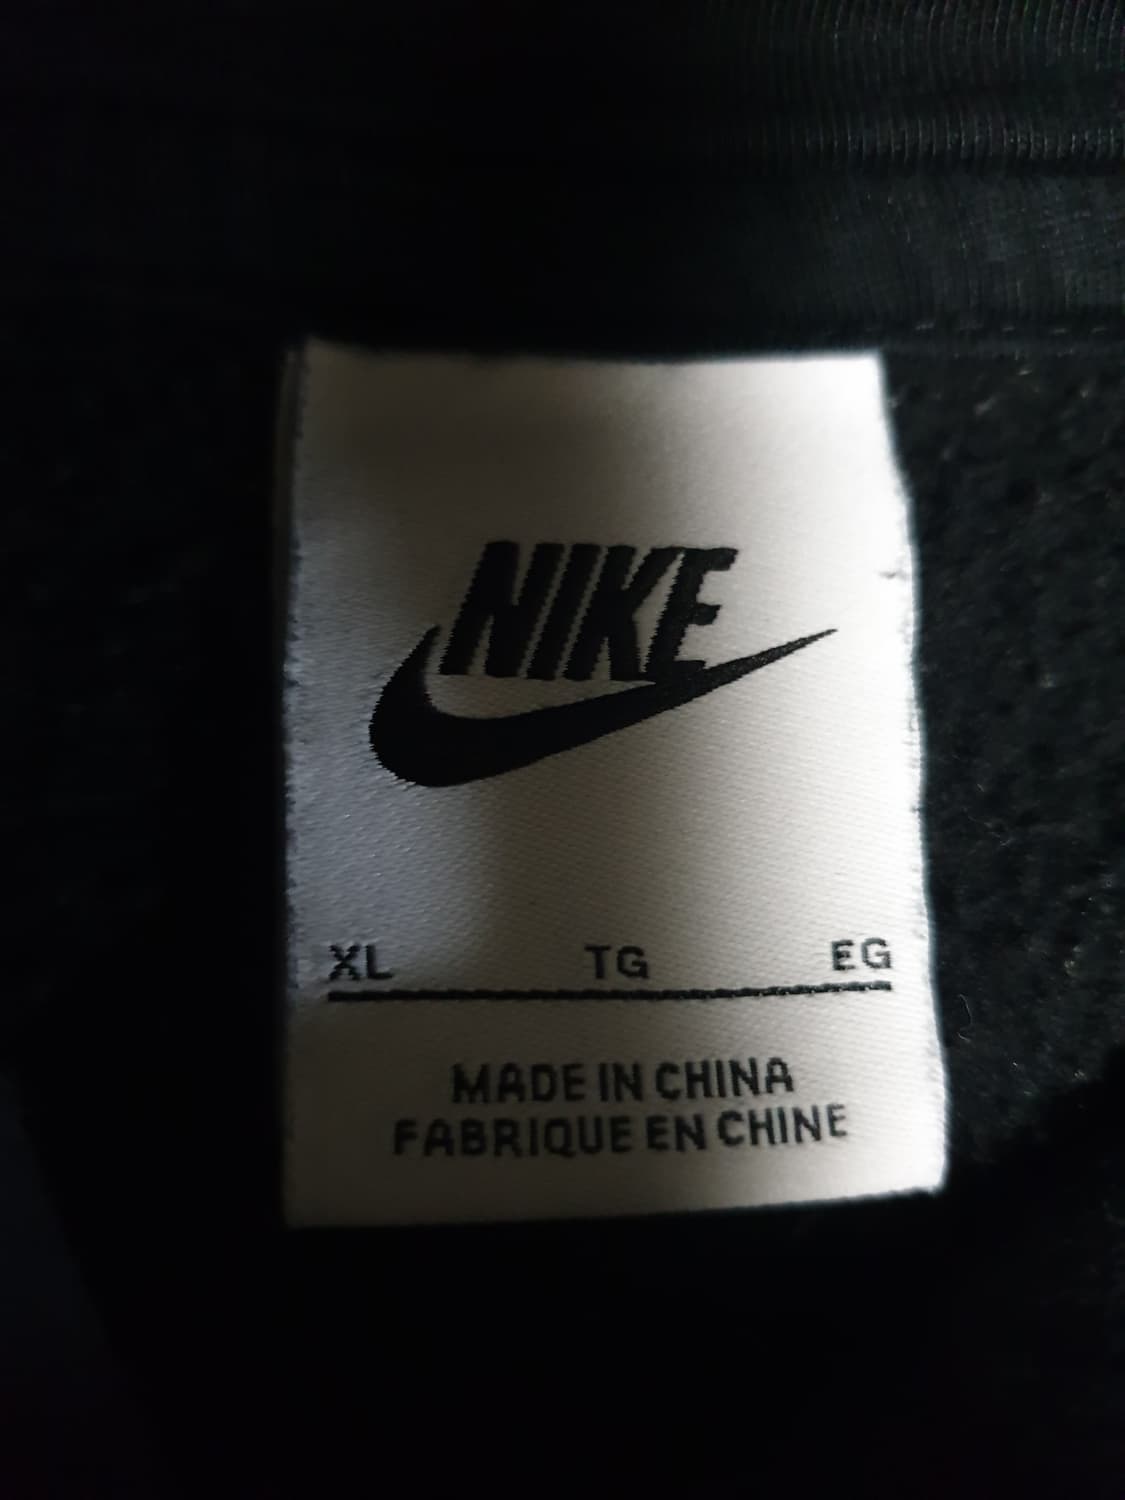 NIKE
XL TG EG
MADE IN CHINA
FABRIQUE EN CHINE